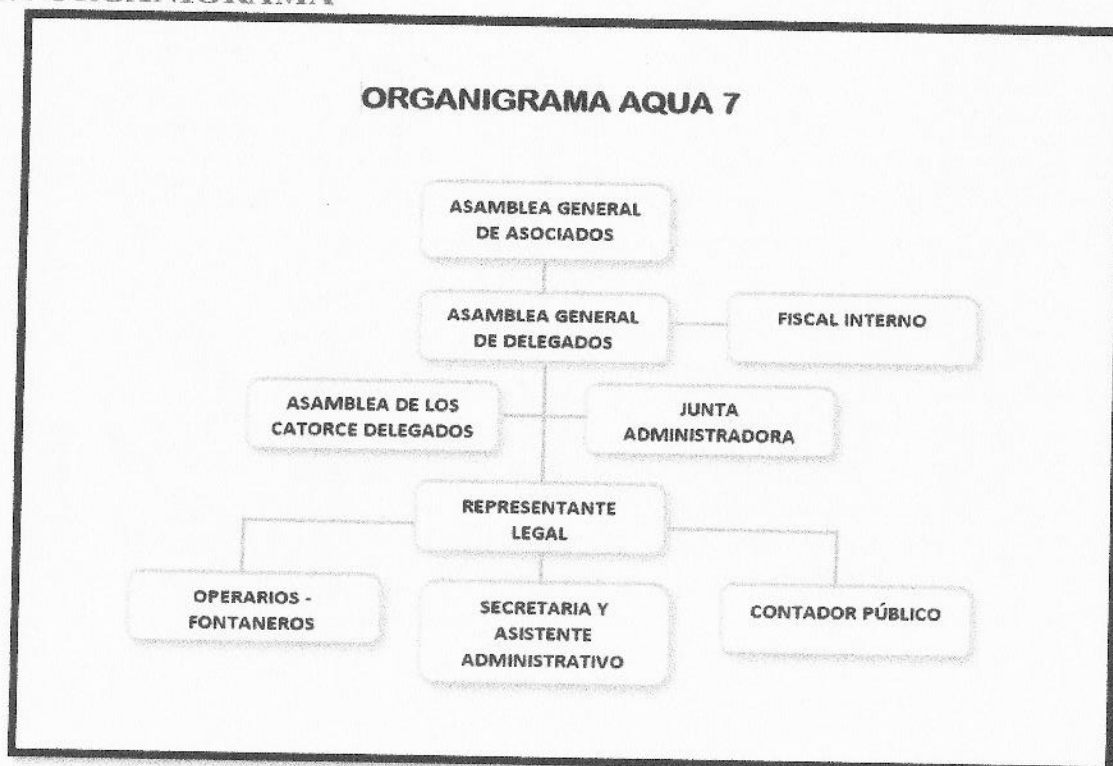 ORGANIGRAMA
ORGANIGRAMA AQUA 7
ASAMBLEA GENERAL
DE ASOCIADOS
ASAMBLEA GENERAL
DE DELEGADOS
FISCAL INTERNO
ASAMBLEA DE LOS
CATORCE DELEGADOS
JUNTA
ADMINISTRADORA
REPRESENTANTE
LEGAL
OPERARIOS -
FONTANEROS
SECRETARIA Y
ASISTENTE
ADMINISTRATIVO
CONTADOR PÚBLICO